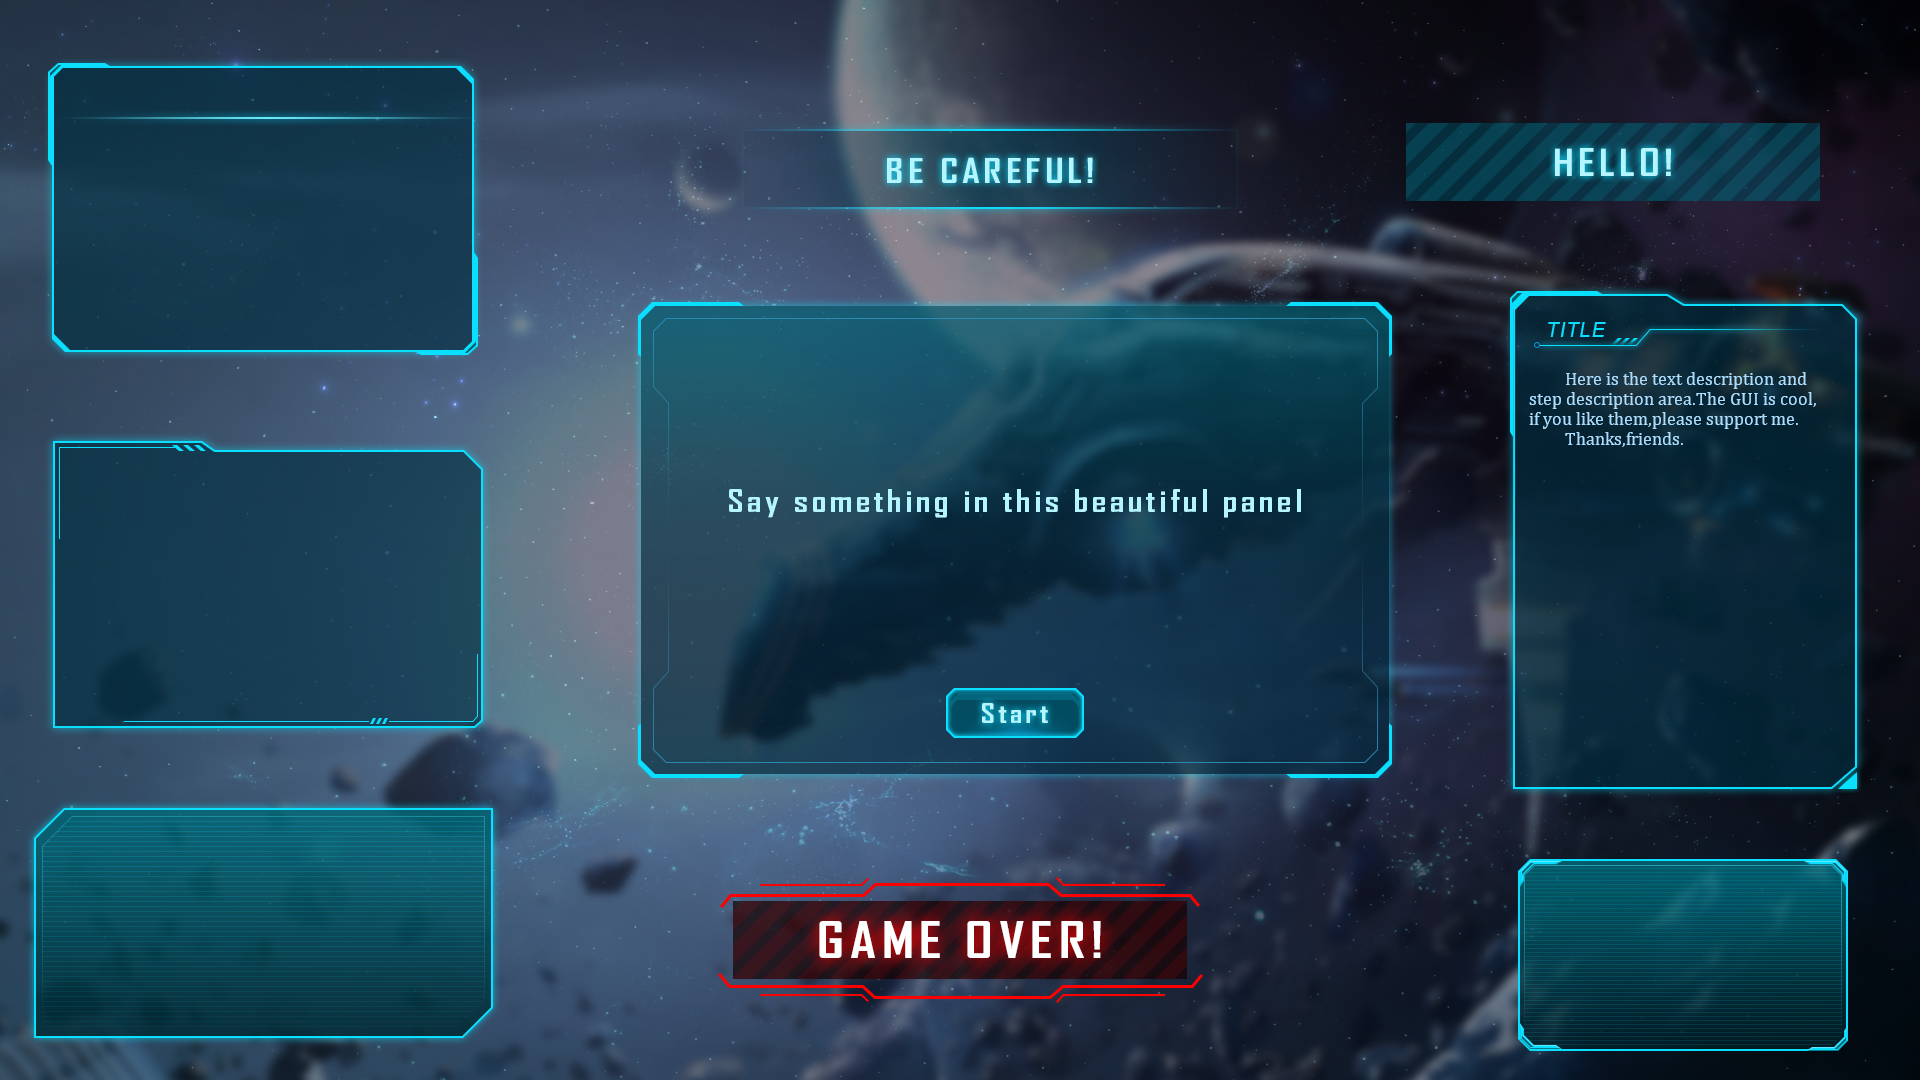 BE CAREFUL!
HELLO!
TITLE
Here is the text description and
step description area.The GUI is cool,
if you like them,please support me.
Thanks,friends.
Say something in this beautiful panel
Start
GAME OVER!